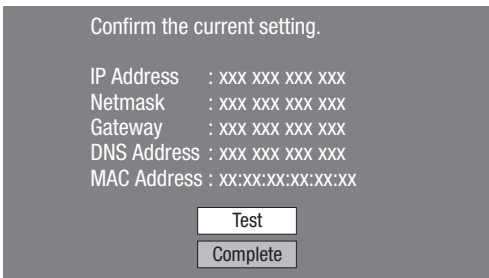 Confirm the current setting.
IP Address : xxx xxx xxx xxx
Netmask : xxx xxx xxx xxx
Gateway : xxx xxx xxx xxx
DNS Address : xxx xxx xxx xxx
MAC Address : xx:xx:xx:xx:xx:xx
Test
Complete